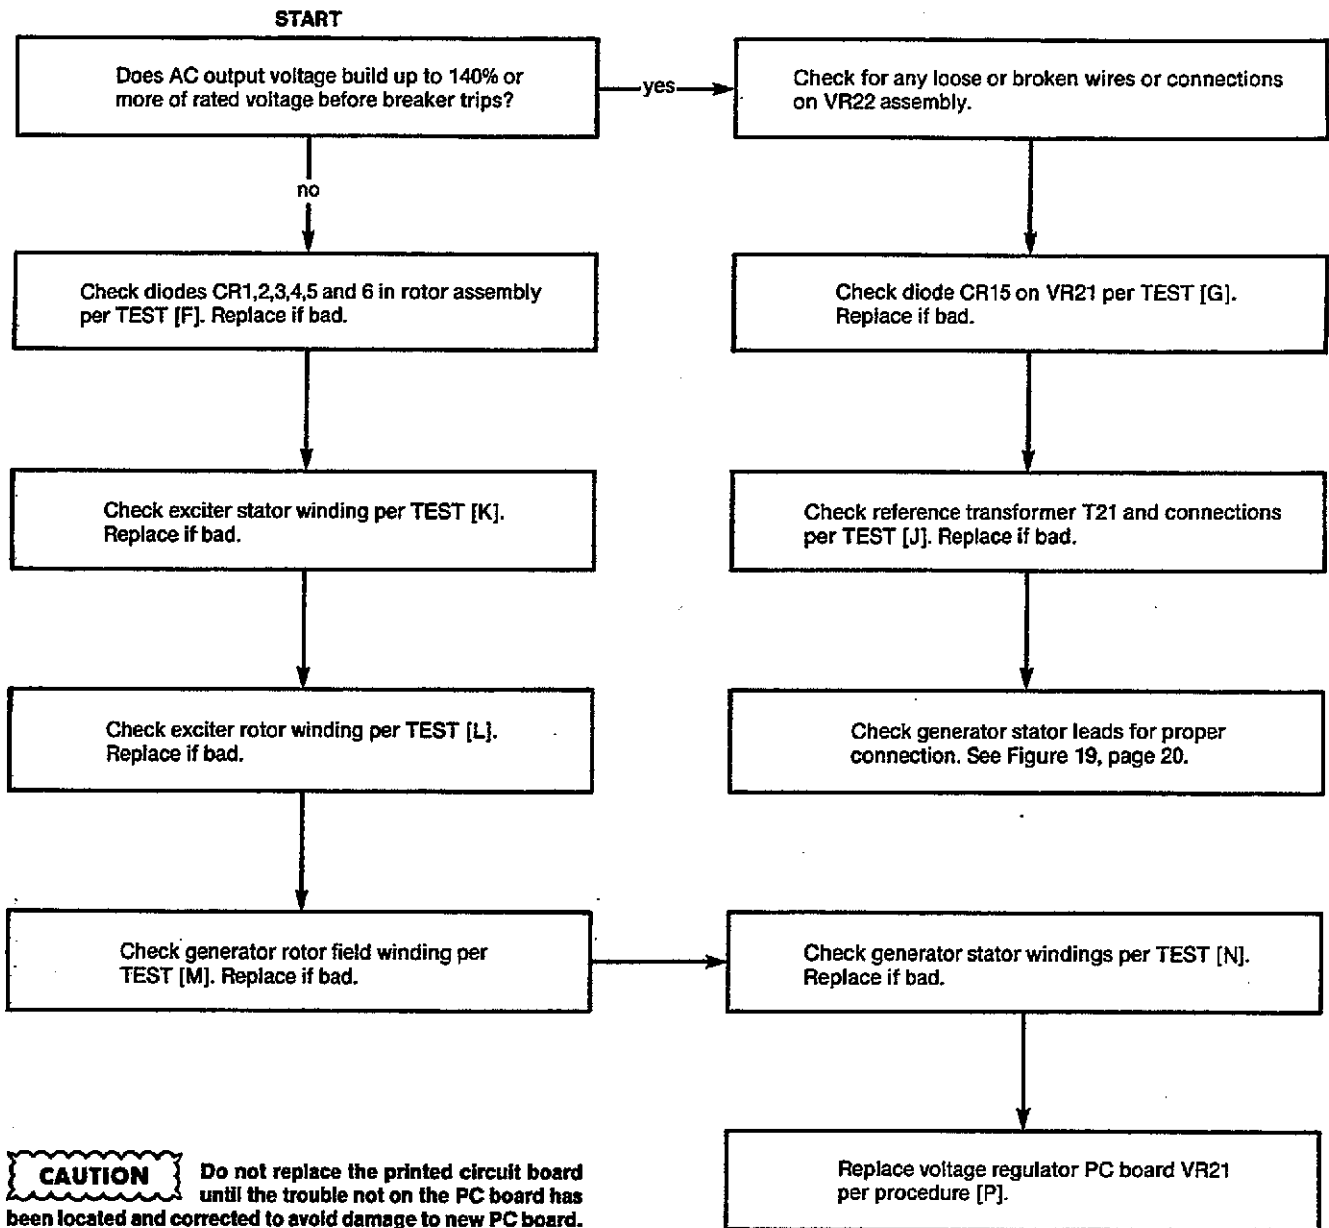 START
Does AC output voltage build up to 140% or
more of rated voltage before breaker trips?
yes
Check for any loose or broken wires or connections
on VR22 assembly.
no
Check diodes CR1,2,3,4,5 and 6 in rotor assembly
per TEST [F]. Replace if bad.
Check diode CR15 on VR21 per TEST [G].
Replace if bad.
Check exciter stator winding per TEST [K].
Replace if bad.
Check reference transformer T21 and connections
per TEST [J]. Replace if bad.
Check exciter rotor winding per TEST [L].
Replace if bad.
Check generator stator leads for proper
connection. See Figure 19, page 20.
Check generator rotor field winding per
TEST [M]. Replace if bad.
Check generator stator windings per TEST [N].
Replace if bad.
CAUTION Do not replace the printed circuit board
until the trouble not on the PC board has
been located and corrected to avoid damage to new PC board.
Replace voltage regulator PC board VR21
per procedure [P].